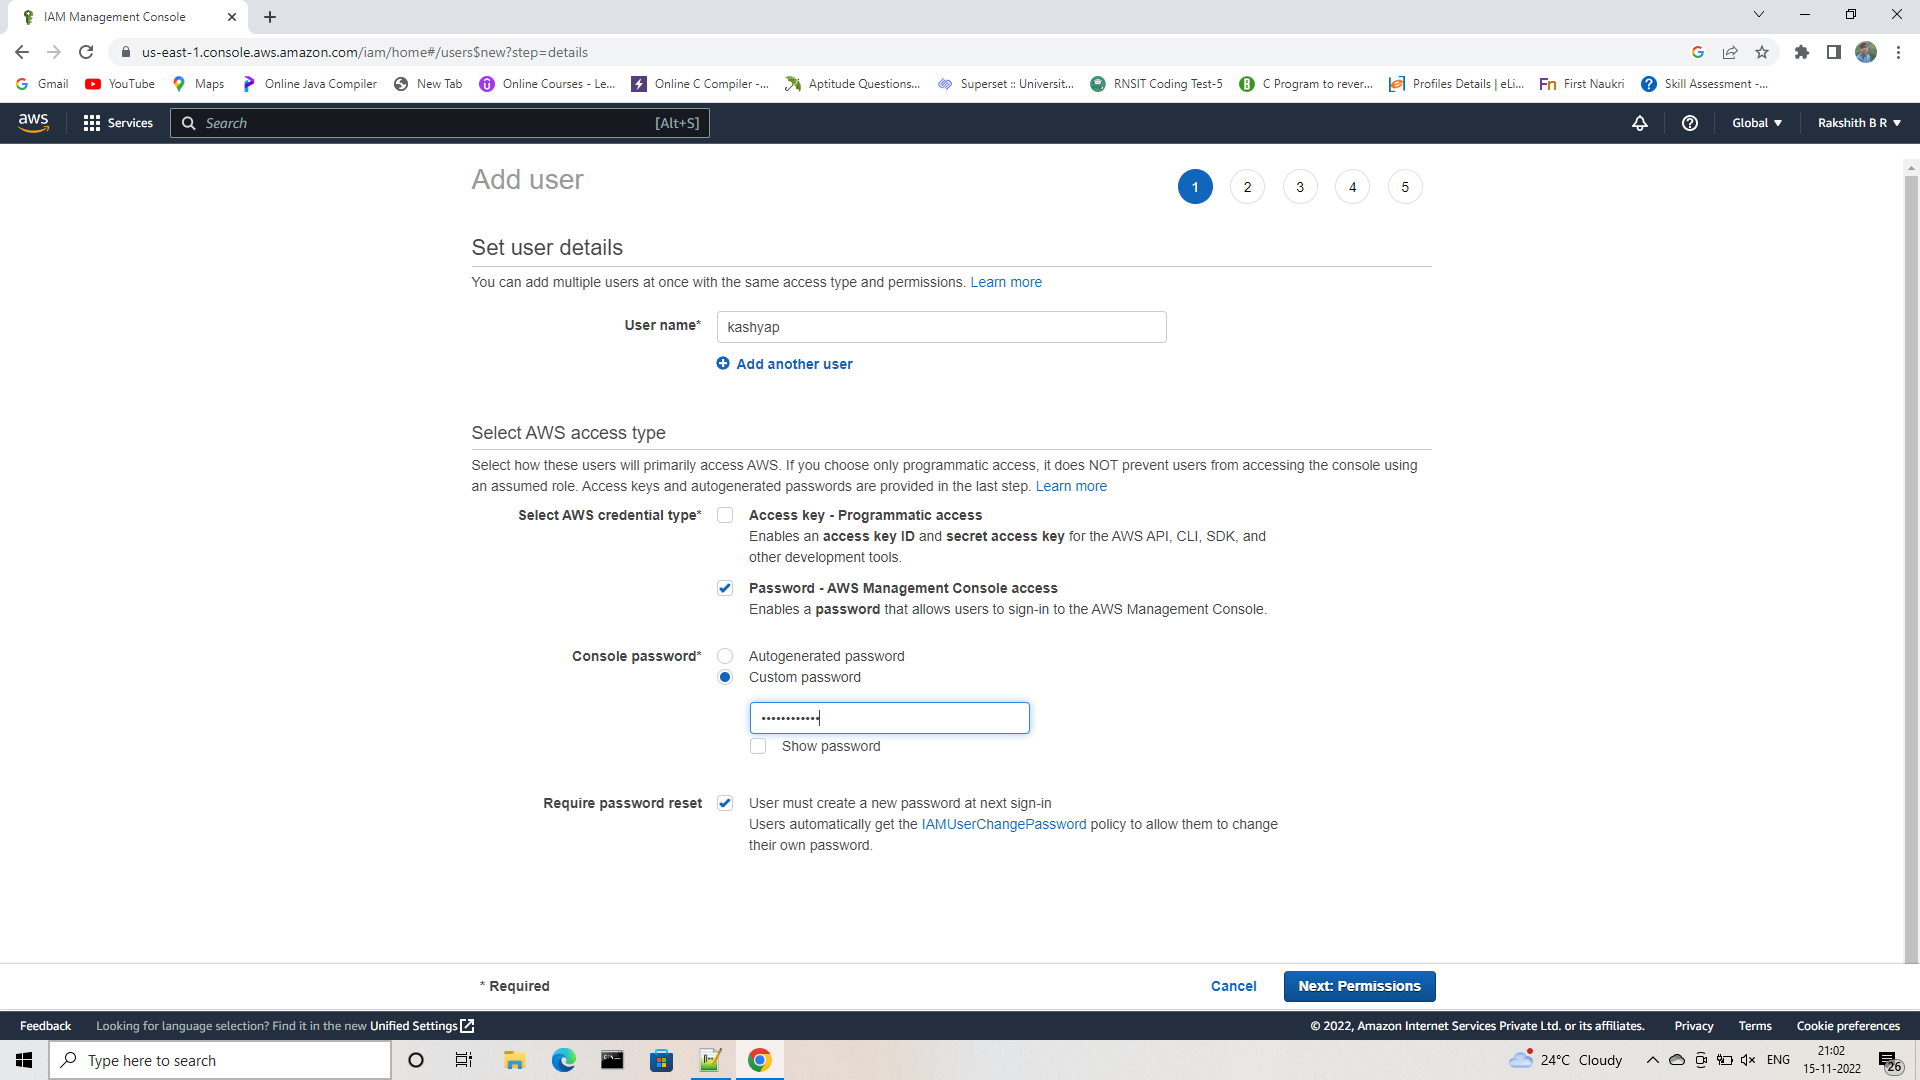 IAM Management Console
us-east-1.console.aws.amazon.com/iam/home#/users$new?step=details
Gmail
YouTube
Maps
Online Java Compiler
New Tab
Online Courses - Le...
Online C Compiler -...
Aptitude Questions...
Superset :: Universit...
RNSIT Coding Test-5
C Program to rever...
Profiles Details | eLi...
Fn First Naukri
Skill Assessment -...
aws
Services
Search
[Alt+S]
Global
Rakshith B R
Add user
1 2 3 4 5
Set user details
You can add multiple users at once with the same access type and permissions. Learn more
User name*
kashyap
Add another user
Select AWS access type
Select how these users will primarily access AWS. If you choose only programmatic access, it does NOT prevent users from accessing the console using
an assumed role. Access keys and autogenerated passwords are provided in the last step. Learn more
Select AWS credential type*
Access key - Programmatic access
Enables an access key ID and secret access key for the AWS API, CLI, SDK, and
other development tools.
Password - AWS Management Console access
Enables a password that allows users to sign-in to the AWS Management Console.
Console password*
Autogenerated password
Custom password
••••••••••••
Show password
Require password reset
User must create a new password at next sign-in
Users automatically get the IAMUserChangePassword policy to allow them to change
their own password.
* Required
Cancel
Next: Permissions
Feedback
Looking for language selection? Find it in the new Unified Settings
© 2022, Amazon Internet Services Private Ltd. or its affiliates.
Privacy
Terms
Cookie preferences
Type here to search
24°C Cloudy
ENG
21:02
15-11-2022
26